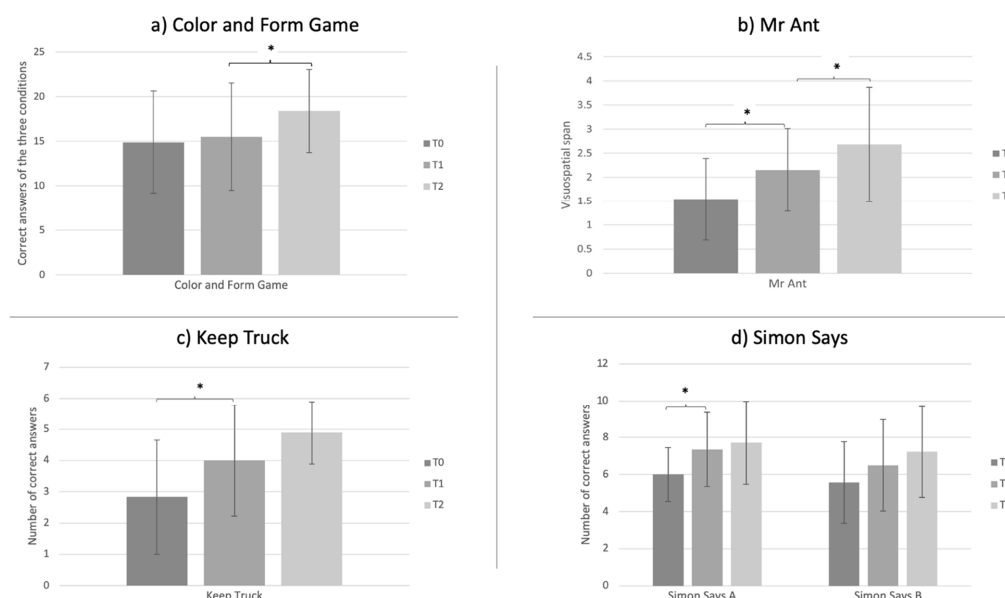 a) Color and Form Game
Correct answers of the three conditions
25
20
15
10
5
0
*
Color and Form Game
T0
T1
T2
b) Mr Ant
Visuospatial span
4.5
4
3.5
3
2.5
2
1.5
1
0.5
0
*
*
Mr Ant
T
T
T
c) Keep Truck
Number of correct answers
7
6
5
4
3
2
1
0
*
Keep Truck
T0
T1
T2
d) Simon Says
Number of correct answers
12
10
8
6
4
2
0
*
Simon Says A
Simon Says B
T
T
T